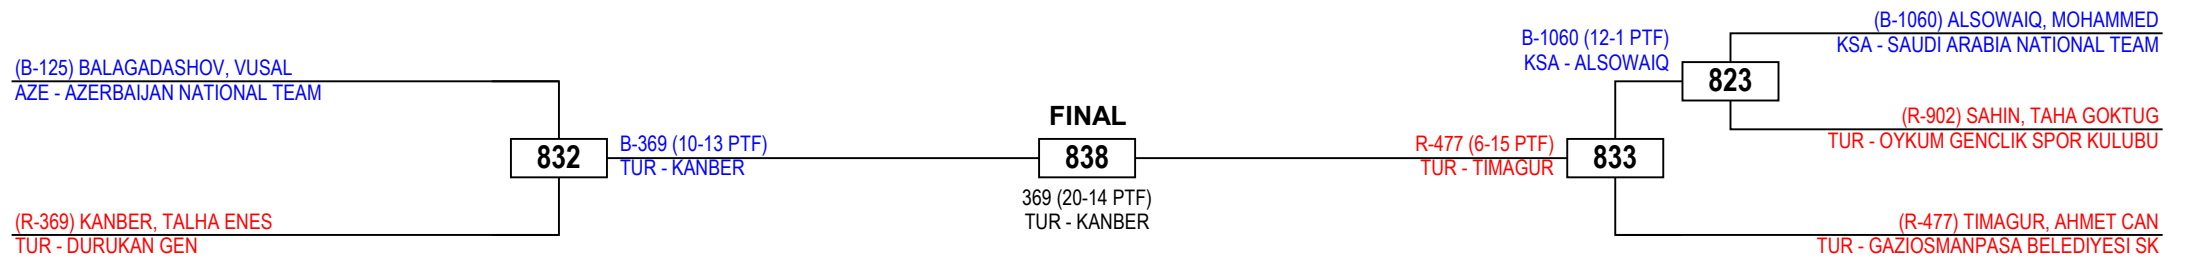 (B-125) BALAGADASHOV, VUSAL
AZE - AZERBAIJAN NATIONAL TEAM
832
(R-369) KANBER, TALHA ENES
TUR - DURUKAN GEN
B-369 (10-13 PTF)
TUR - KANBER
FINAL
838
369 (20-14 PTF)
TUR - KANBER
R-477 (6-15 PTF)
TUR - TIMAGUR
833
B-1060 (12-1 PTF)
KSA - ALSOWAIQ
823
(B-1060) ALSOWAIQ, MOHAMMED
KSA - SAUDI ARABIA NATIONAL TEAM
(R-902) SAHIN, TAHA GOKTUG
TUR - OYKUM GENCLIK SPOR KULUBU
(R-477) TIMAGUR, AHMET CAN
TUR - GAZIOSMANPASA BELEDIYESI SK